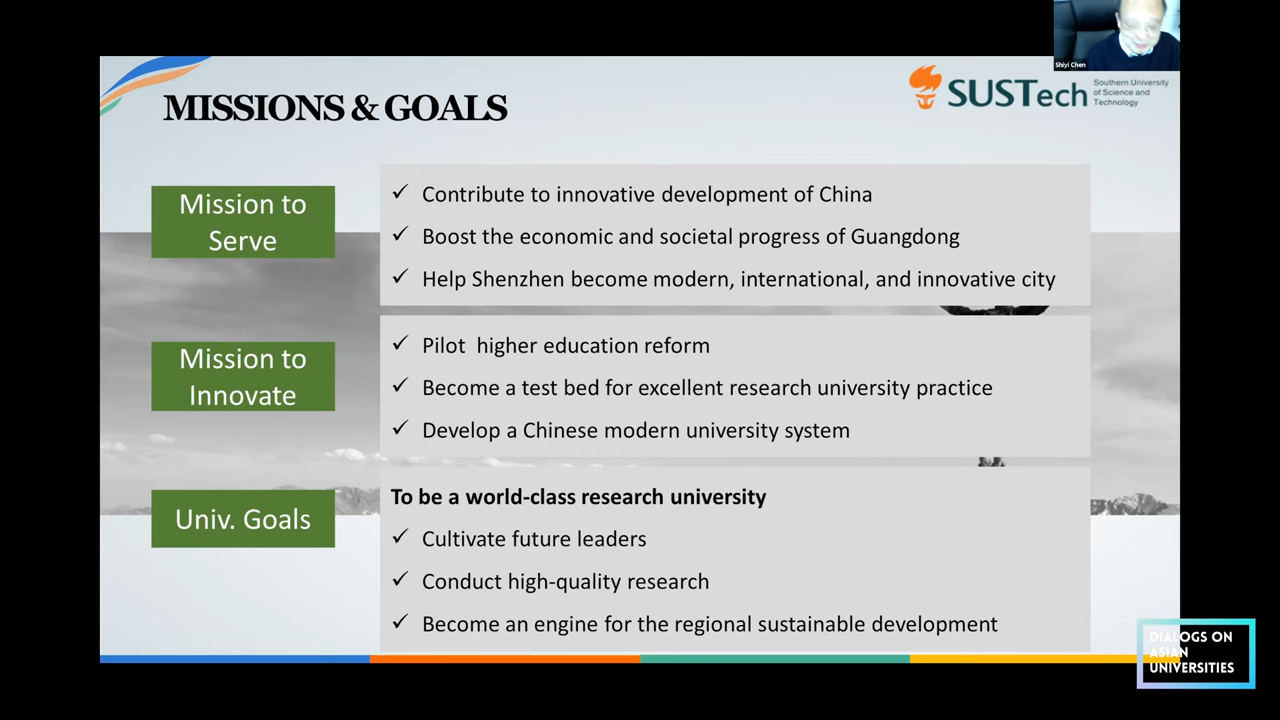 Shiyi Chen
MISSIONS & GOALS
SUSTech
Southern University
of Science and
Technology
Mission to
Serve
✓ Contribute to innovative development of China
✓ Boost the economic and societal progress of Guangdong
✓ Help Shenzhen become modern, international, and innovative city
Mission to
Innovate
✓ Pilot higher education reform
✓ Become a test bed for excellent research university practice
✓ Develop a Chinese modern university system
Univ. Goals
To be a world-class research university
✓ Cultivate future leaders
✓ Conduct high-quality research
✓ Become an engine for the regional sustainable development
DIALOGS ON
ASIAN
UNIVERSITIES